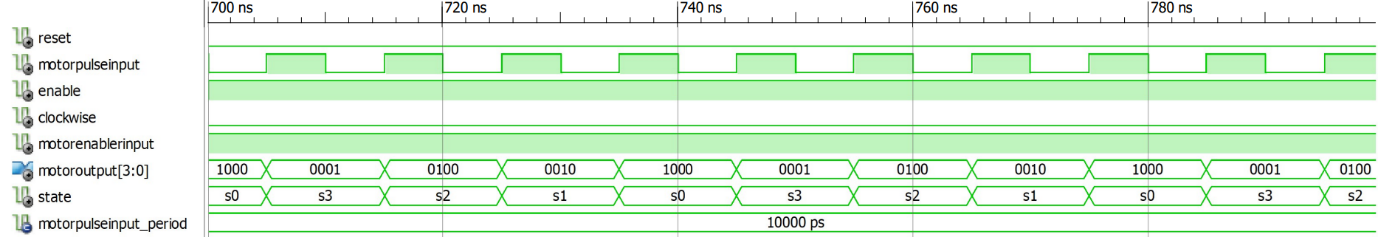 700 ns 720 ns 740 ns 760 ns 780 ns
reset
motorpulseinput
enable
clockwise
motorenablerinput
motoroutput[3:0] 1000 0001 0100 0010 1000 0001 0100 0010 1000 0001 0100
state s0 s3 s2 s1 s0 s3 s2 s1 s0 s3 s2
motorpulseinput_period 10000 ps